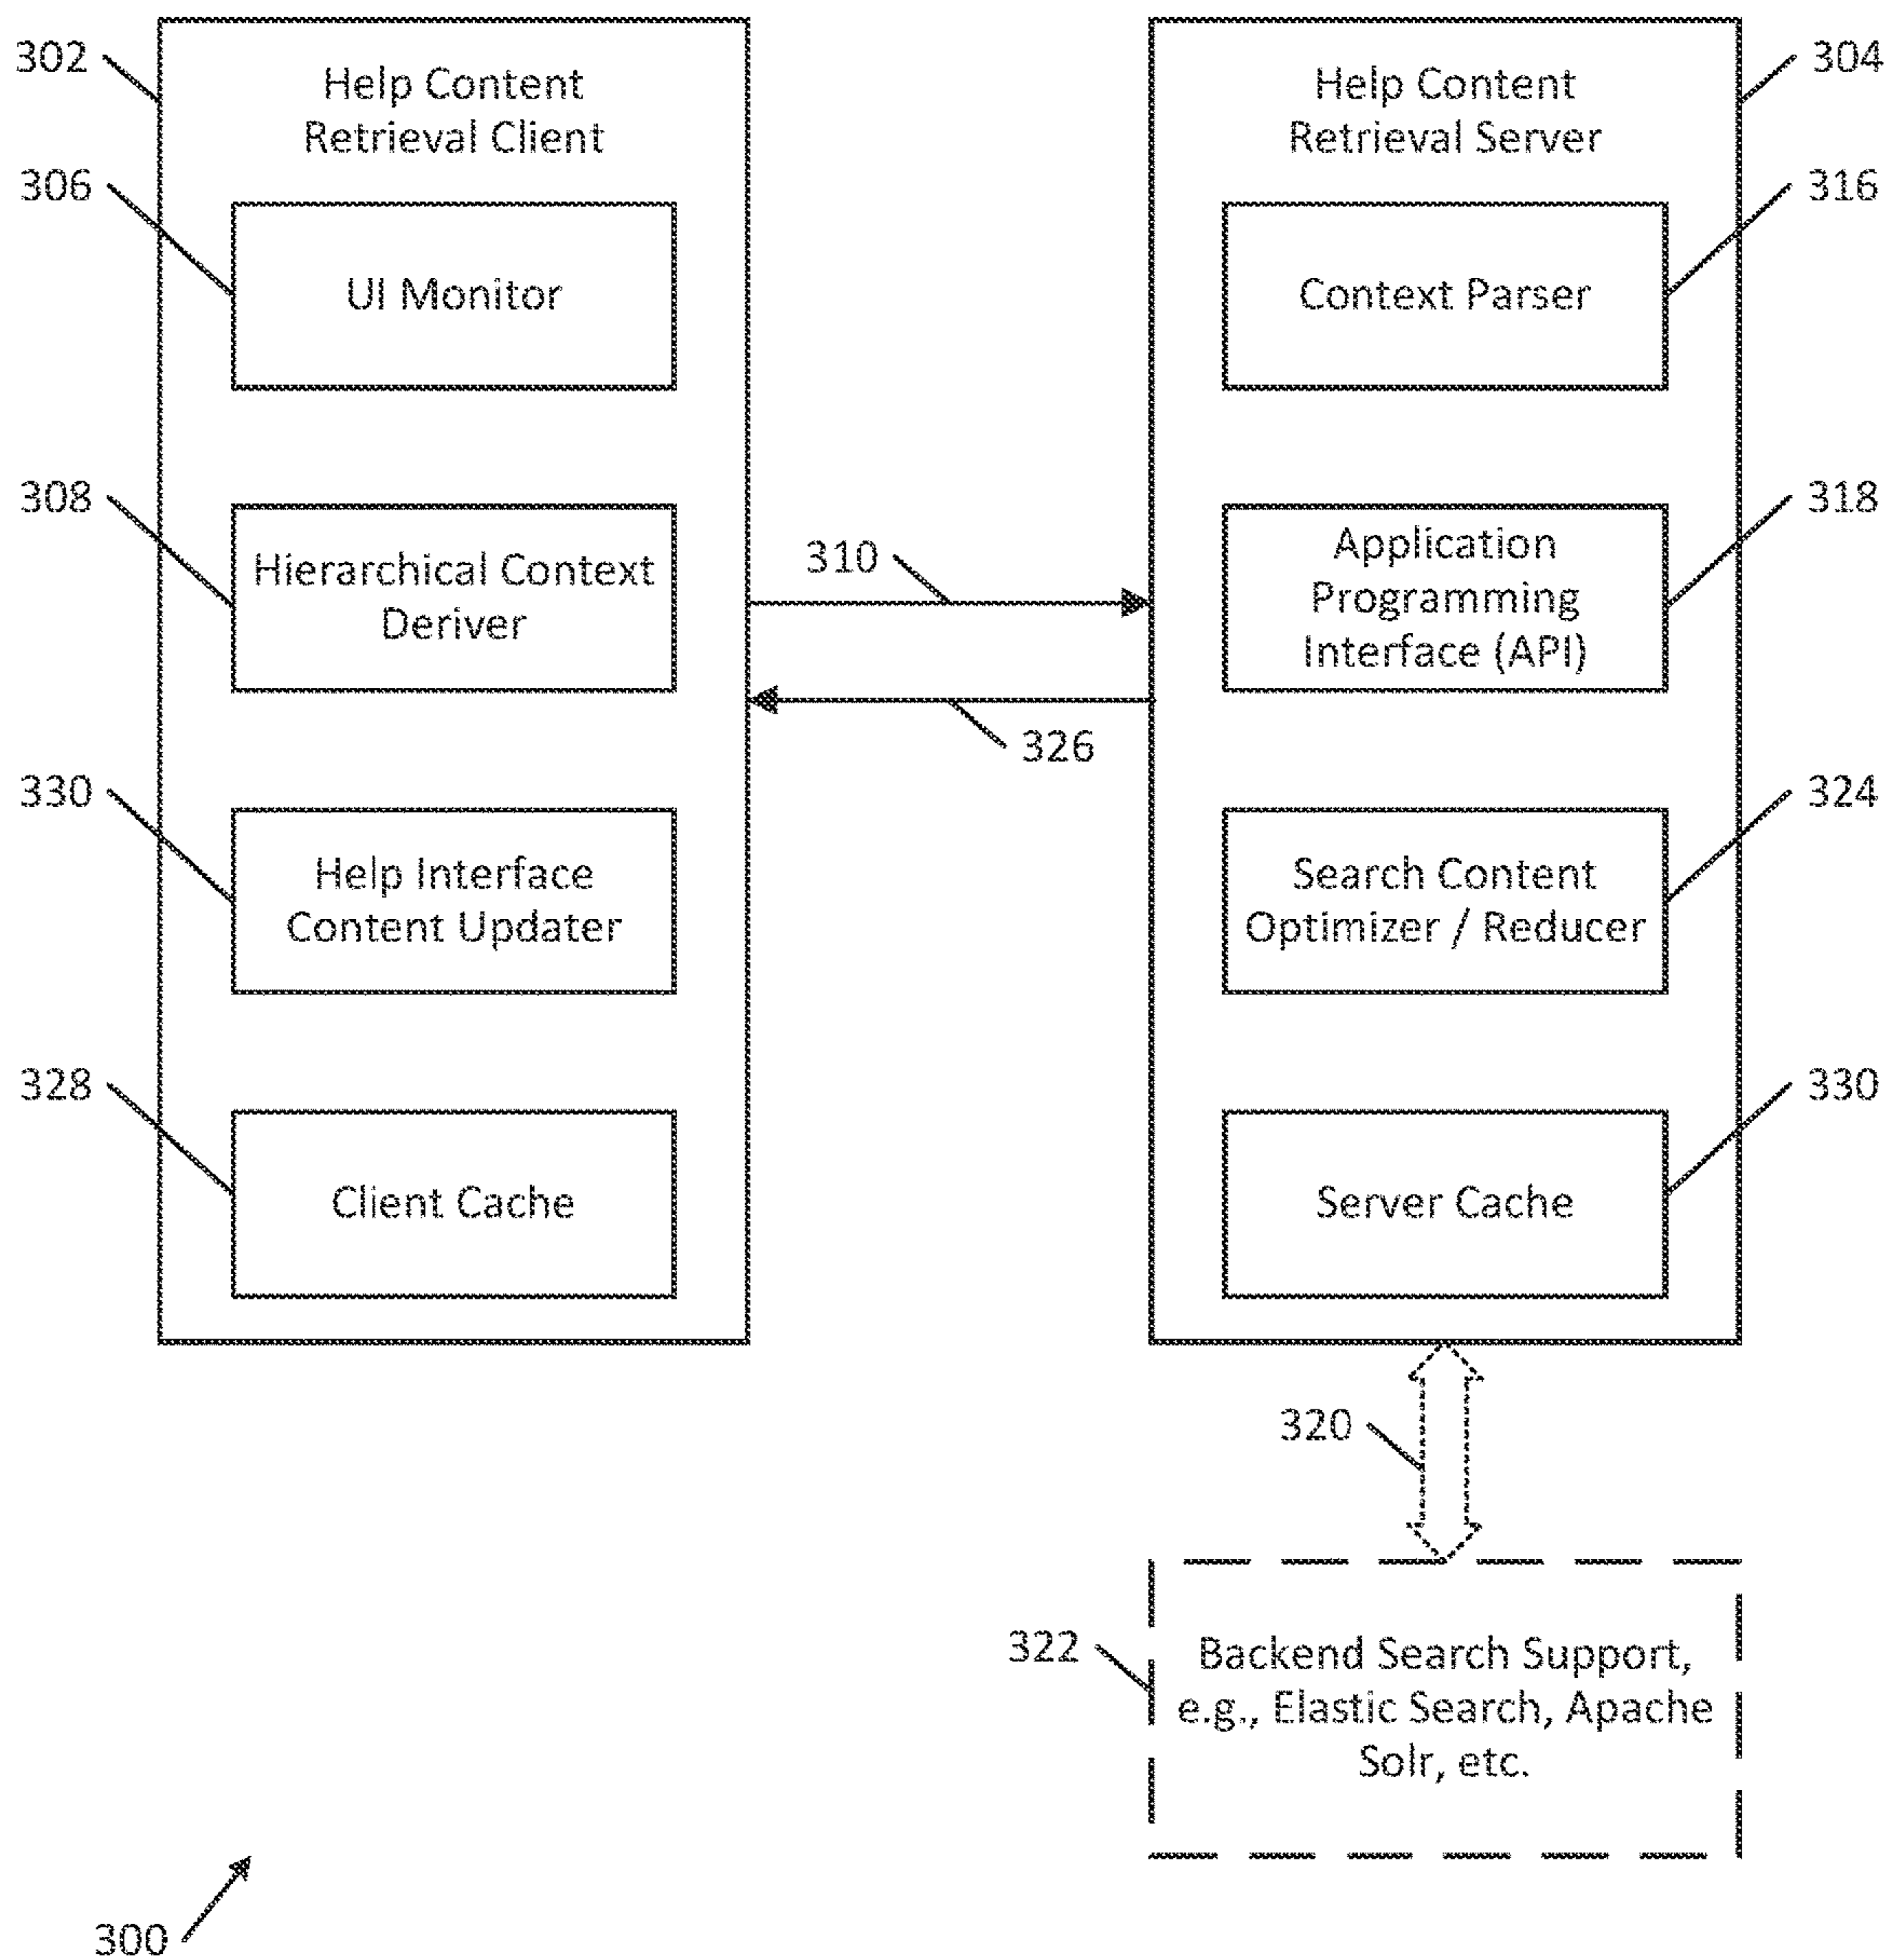 302
Help Content
Retrieval Client
306
UI Monitor
308
Hierarchical Context
Deriver
330
Help Interface
Content Updater
328
Client Cache
310
326
304
Help Content
Retrieval Server
316
Context Parser
318
Application
Programming
Interface (API)
324
Search Content
Optimizer / Reducer
330
Server Cache
320
322
Backend Search Support,
e.g., Elastic Search, Apache
Solr, etc.
300